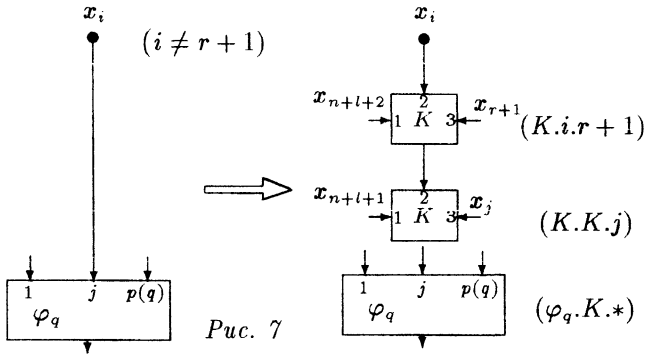 x_i
(i ≠ r + 1)
1 j p(q)
φ_q
Рис. 7
x_i
x_{n+l+2} 1 2 K 3 x_{r+1} (K.i.r + 1)
x_{n+l+1} 1 2 K 3 x_j (K.K.j)
1 j p(q)
φ_q (φ_q.K.*)